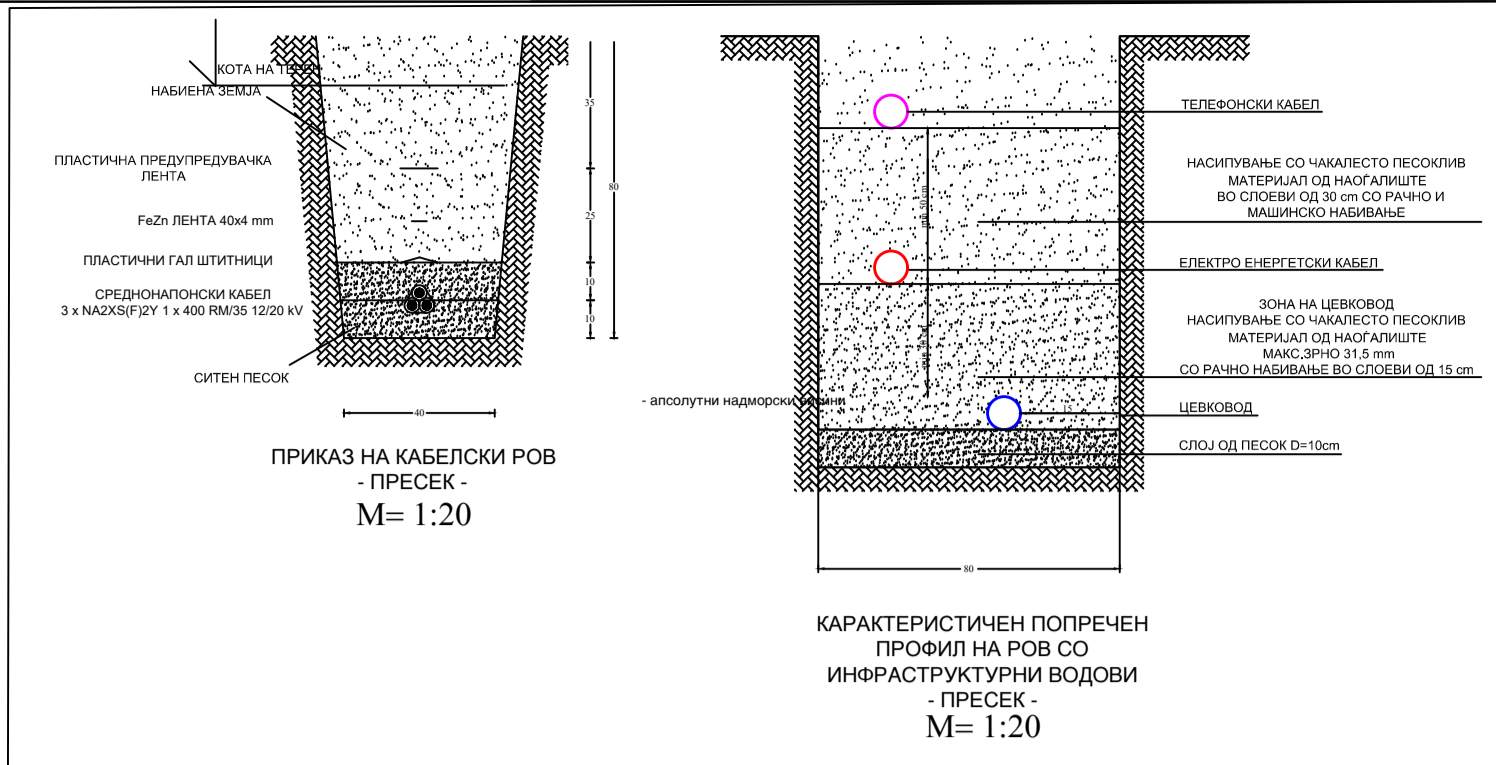 КОТА НА ТЕРЕН
НАБИЕНА ЗЕМЈА
ПЛАСТИЧНА ПРЕДУПРЕДУВАЧКА
ЛЕНТА
FeZn ЛЕНТА 40x4 mm
ПЛАСТИЧНИ ГАЛ ШТИТНИЦИ
СРЕДНОНАПОНСКИ КАБЕЛ
3 x NA2XS(F)2Y 1 x 400 RM/35 12/20 kV
СИТЕН ПЕСОК
35
25
10
10
80
40
ПРИКАЗ НА КАБЕЛСКИ РОВ
- ПРЕСЕК -
М= 1:20
- апсолутни надморски висини
ТЕЛЕФОНСКИ КАБЕЛ
НАСИПУВАЊЕ СО ЧАКАЛЕСТО ПЕСОКЛИВ
МАТЕРИЈАЛ ОД НАОЃАЛИШТЕ
ВО СЛОЕВИ ОД 30 cm СО РАЧНО И
МАШИНСКО НАБИВАЊЕ
ЕЛЕКТРО ЕНЕРГЕТСКИ КАБЕЛ
ЗОНА НА ЦЕВКОВОД
НАСИПУВАЊЕ СО ЧАКАЛЕСТО ПЕСОКЛИВ
МАТЕРИЈАЛ ОД НАОЃАЛИШТЕ
МАКС.ЗРНО 31,5 mm
СО РАЧНО НАБИВАЊЕ ВО СЛОЕВИ ОД 15 cm
ЦЕВКОВОД
СЛОЈ ОД ПЕСОК D=10cm
50 cm
15
80
КАРАКТЕРИСТИЧЕН ПОПРЕЧЕН
ПРОФИЛ НА РОВ СО
ИНФРАСТРУКТУРНИ ВОДОВИ
- ПРЕСЕК -
М= 1:20